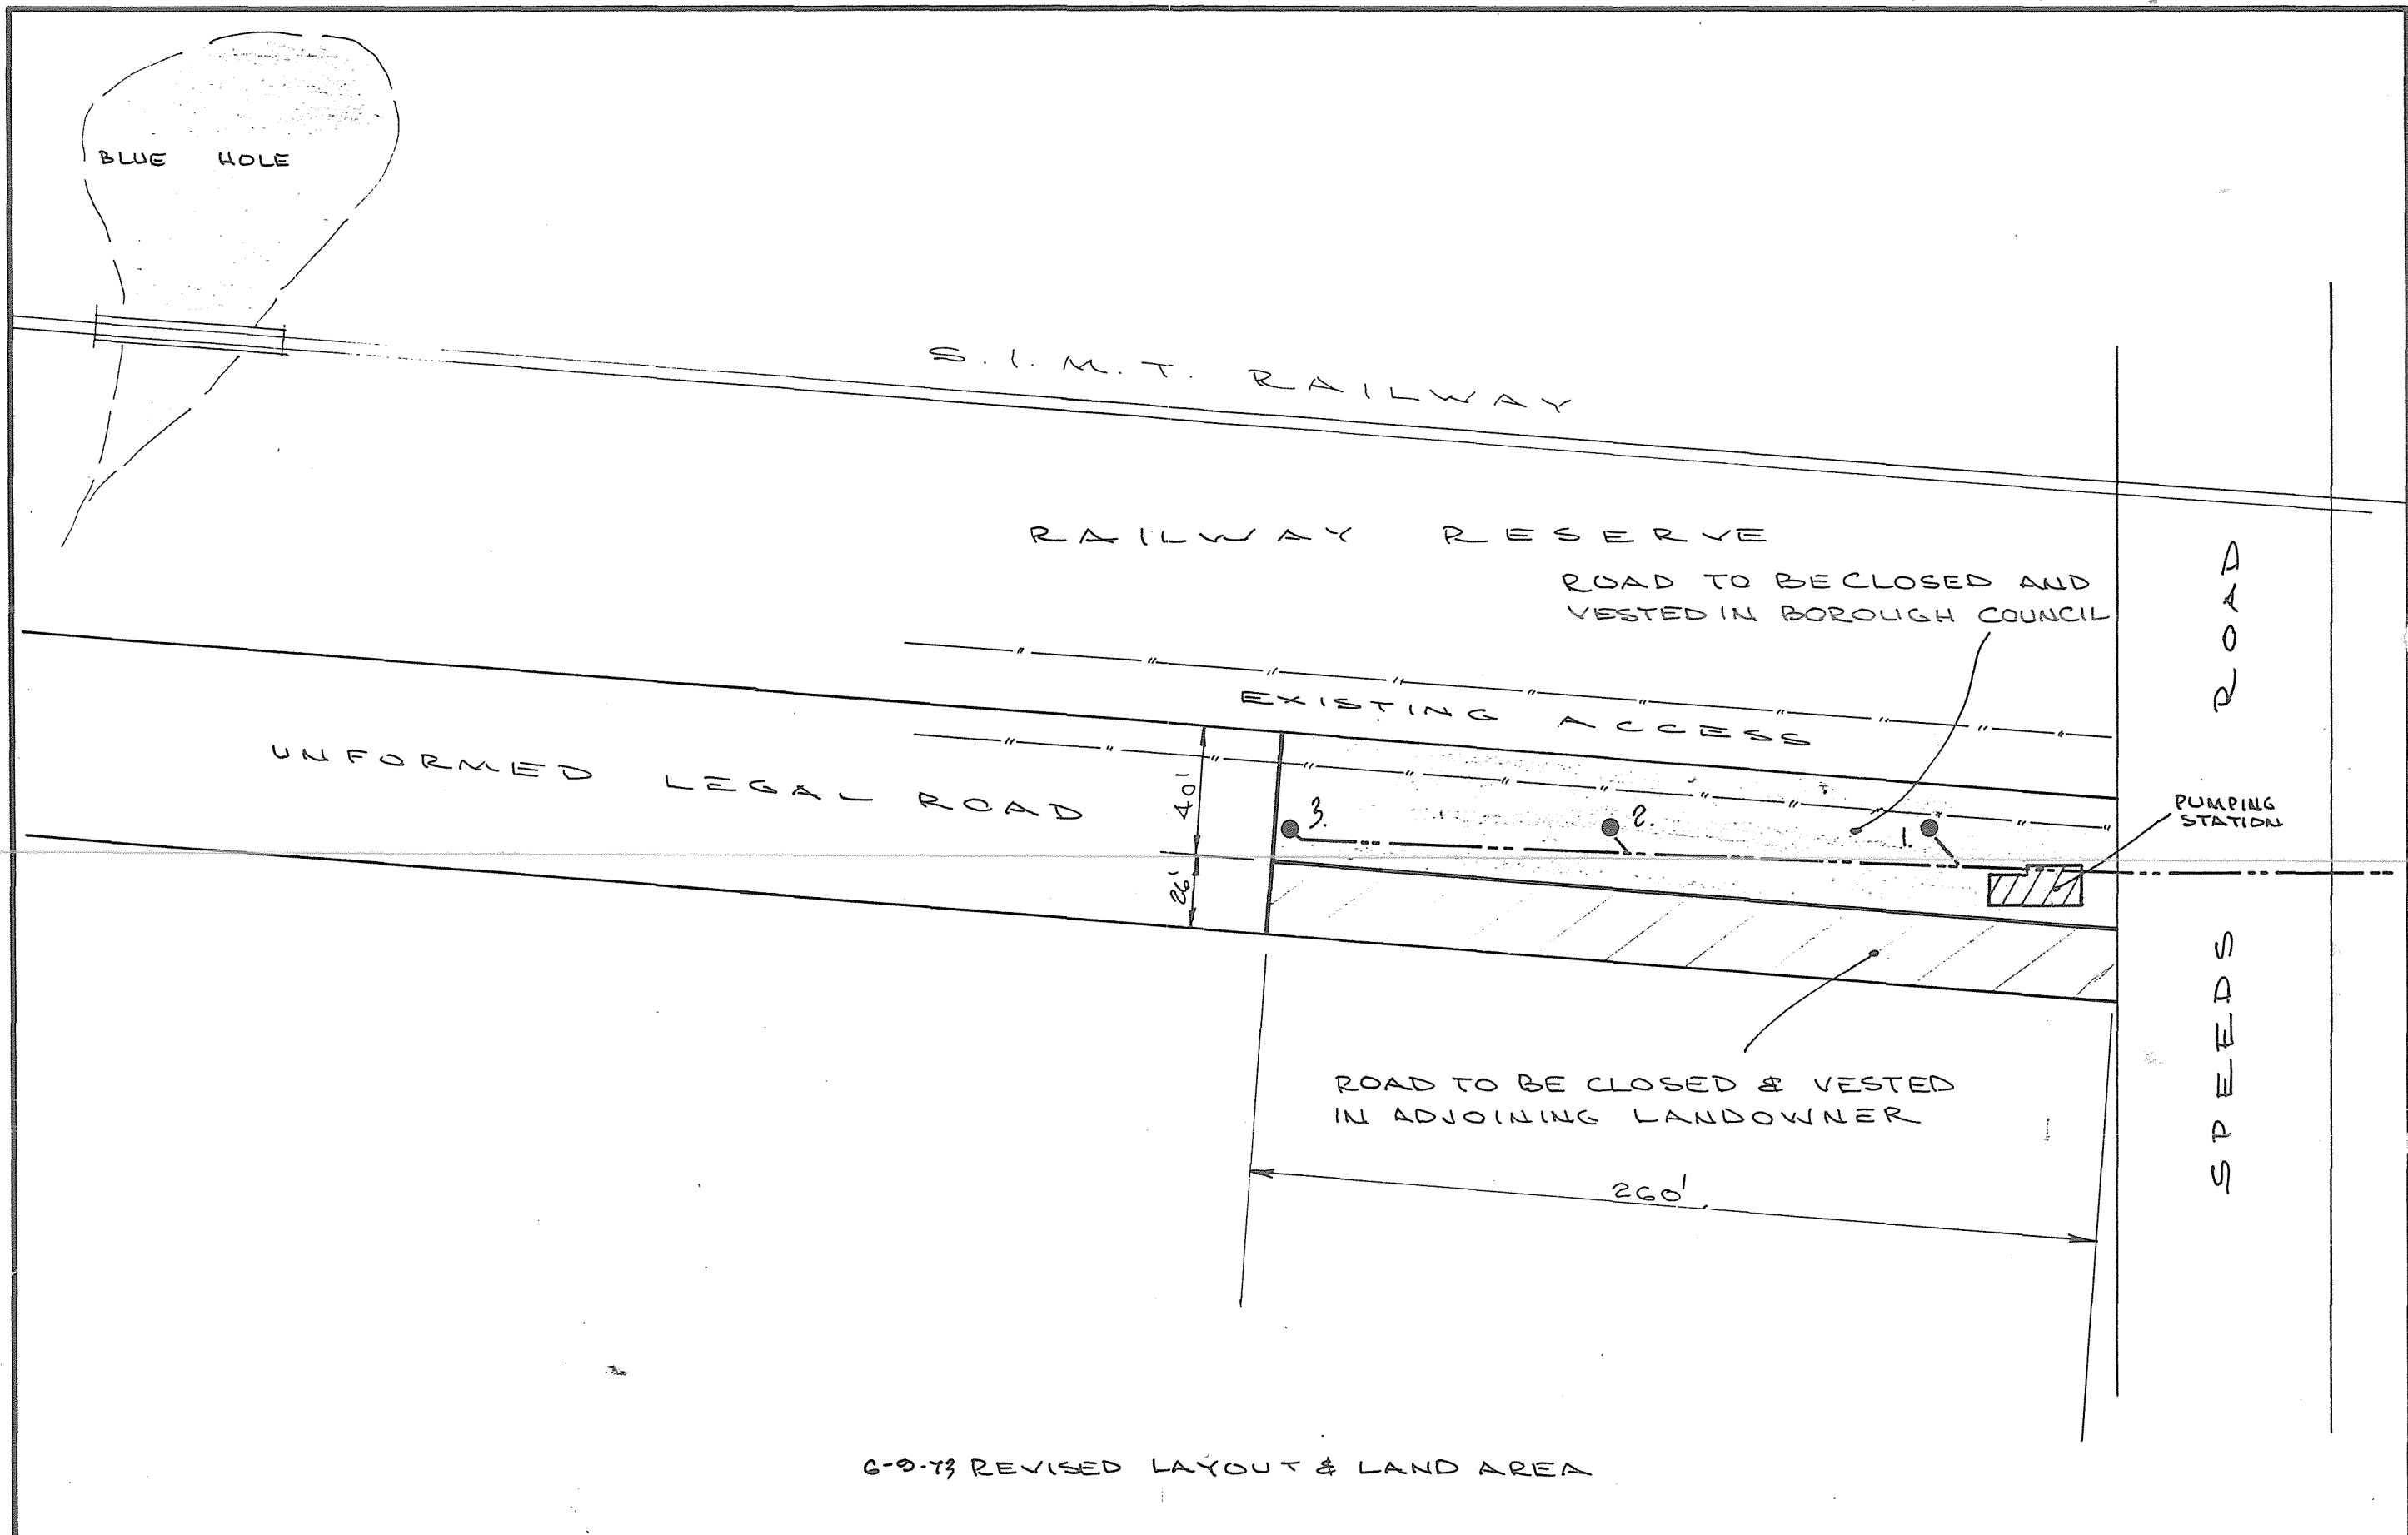 BLUE HOLE
S.I.M.T. RAILWAY
RAILWAY RESERVE
ROAD TO BE CLOSED AND
VESTED IN BOROUGH COUNCIL
EXISTING ACCESS
UNFORMED LEGAL ROAD
40'
26'
3.
2.
1.
PUMPING
STATION
SPEEDS ROAD
ROAD TO BE CLOSED & VESTED
IN ADJOINING LANDOWNER
260'
6-9-73 REVISED LAYOUT & LAND AREA